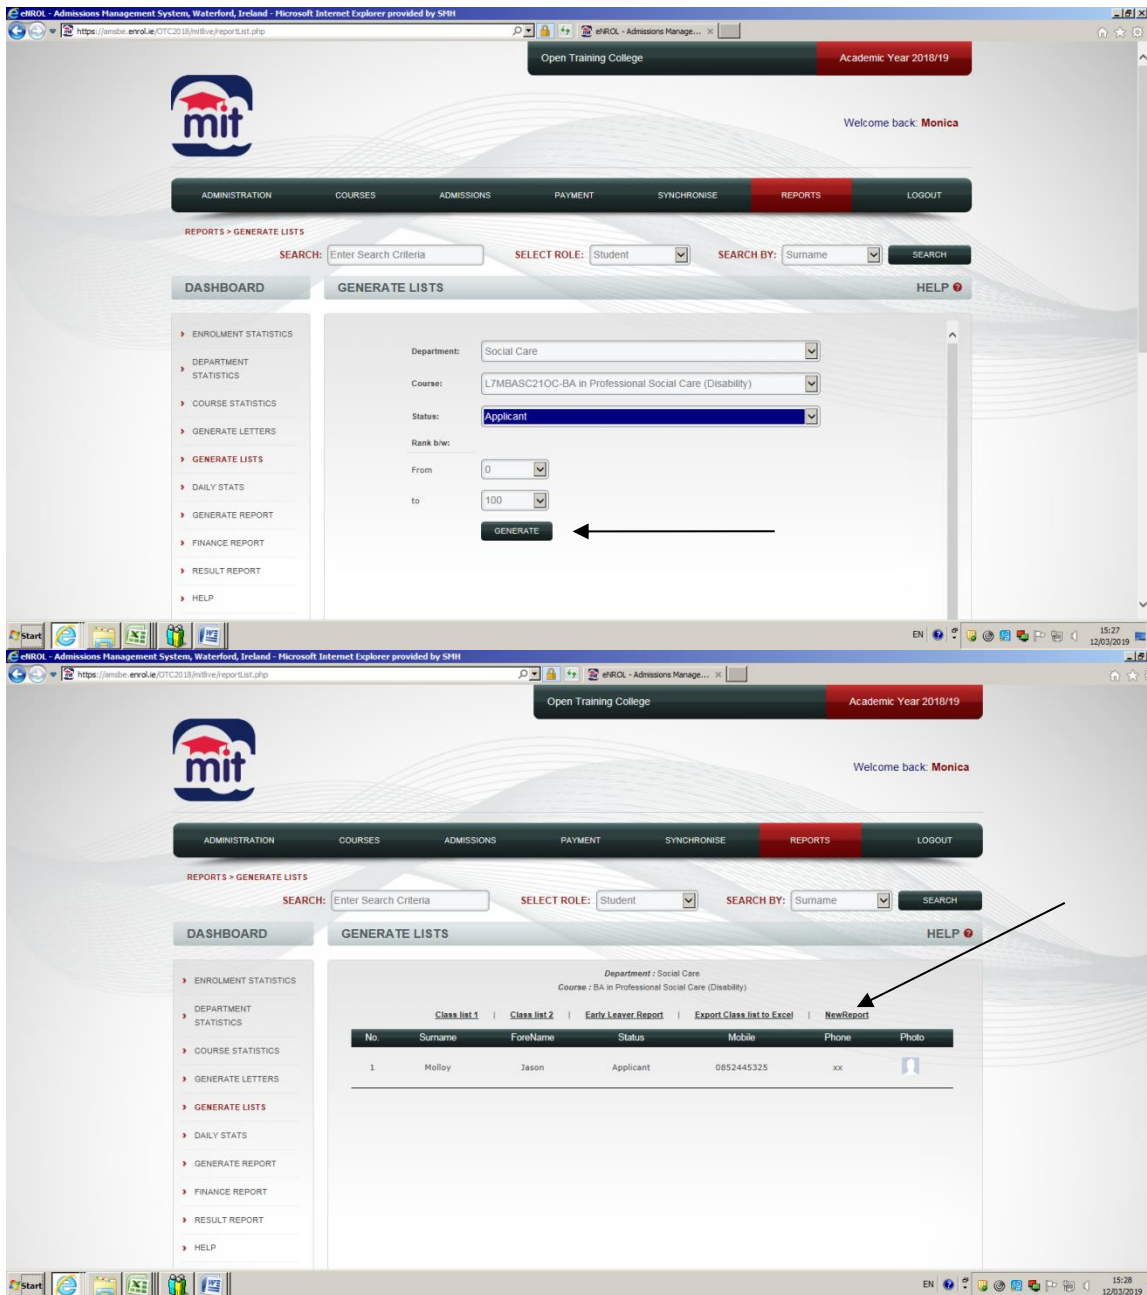 eNROL - Admissions Management System, Waterford, Ireland - Microsoft Internet Explorer provided by SMH
https://amsbe.enrol.ie/OTC2018/mitlive/reportList.php
eNROL - Admissions Manage...
Open Training College
Academic Year 2018/19
mit
Welcome back: Monica
ADMINISTRATION COURSES ADMISSIONS PAYMENT SYNCHRONISE REPORTS LOGOUT
REPORTS > GENERATE LISTS
SEARCH: Enter Search Criteria SELECT ROLE: Student SEARCH BY: Surname SEARCH
DASHBOARD GENERATE LISTS HELP ?
ENROLMENT STATISTICS
DEPARTMENT STATISTICS
COURSE STATISTICS
GENERATE LETTERS
GENERATE LISTS
DAILY STATS
GENERATE REPORT
FINANCE REPORT
RESULT REPORT
HELP
Department: Social Care
Course: L7MBASC21OC-BA in Professional Social Care (Disability)
Status: Applicant
Rank b/w:
From 0
to 100
GENERATE
Start EN 15:27
12/03/2019
eNROL - Admissions Management System, Waterford, Ireland - Microsoft Internet Explorer provided by SMH
https://amsbe.enrol.ie/OTC2018/mitlive/reportList.php
eNROL - Admissions Manage...
Open Training College
Academic Year 2018/19
mit
Welcome back: Monica
ADMINISTRATION COURSES ADMISSIONS PAYMENT SYNCHRONISE REPORTS LOGOUT
REPORTS > GENERATE LISTS
SEARCH: Enter Search Criteria SELECT ROLE: Student SEARCH BY: Surname SEARCH
DASHBOARD GENERATE LISTS HELP ?
ENROLMENT STATISTICS
DEPARTMENT STATISTICS
COURSE STATISTICS
GENERATE LETTERS
GENERATE LISTS
DAILY STATS
GENERATE REPORT
FINANCE REPORT
RESULT REPORT
HELP
Department : Social Care
Course : BA in Professional Social Care (Disability)
Class list 1 | Class list 2 | Early Leaver Report | Export Class list to Excel | NewReport
No. Surname ForeName Status Mobile Phone Photo
1 Molloy Jason Applicant 0852445325 xx
Start EN 15:28
12/03/2019